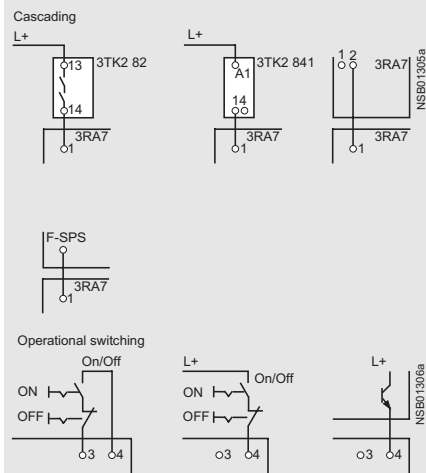 Cascading
L+
13
3TK2 82
14
3RA7
1
L+
A1
3TK2 841
14
3RA7
1
1 2
3RA7
3RA7
1
NSB01305a
F-SPS
3RA7
1
Operational switching
On/Off
ON
OFF
3 4
L+
On/Off
ON
OFF
3 4
L+
3 4
NSB01306a